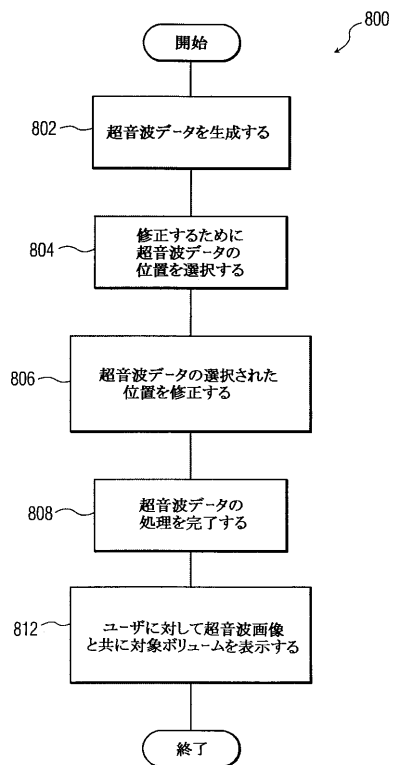 800
開始
802
超音波データを生成する
804
修正するために
超音波データの
位置を選択する
806
超音波データの選択された
位置を修正する
808
超音波データの
処理を完了する
812
ユーザに対して超音波画像
と共に対象ボリュームを表示する
終了